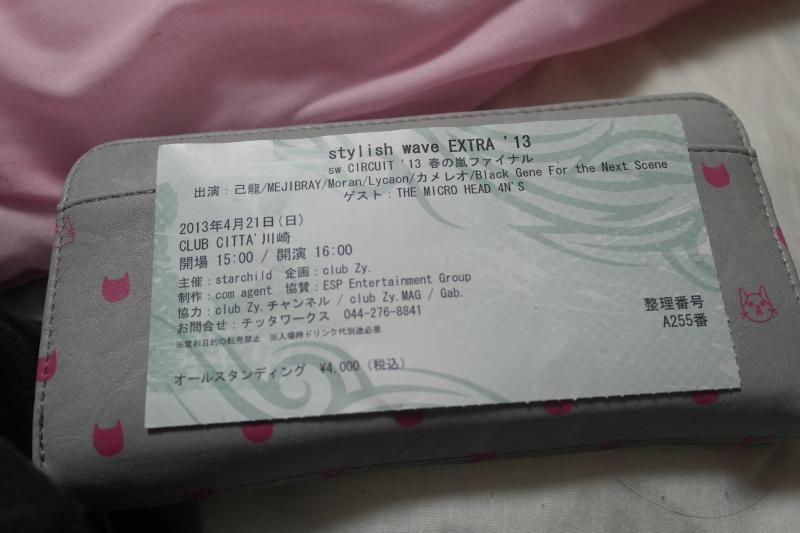 stylish wave EXTRA '13
sw CIRCUIT '13 春の嵐ファイナル
出演：己龍/MEJIBRAY/Moran/Lycaon/カメレオ/Black Gene For the Next Scene
ゲスト：THE MICRO HEAD 4N'S
2013年4月21日(日)
CLUB CITTA'川崎
開場 15:00 / 開演 16:00
主催：starchild 企画：club Zy.
制作：com agent 協賛：ESP Entertainment Group
協力：club Zy.チャンネル / club Zy.MAG / Gab.
お問合せ：チッタワークス 044-276-8841
※営利目的の転売禁止 ※入場時ドリンク代別途必要
整理番号
A255番
オールスタンディング ¥4,000（税込）